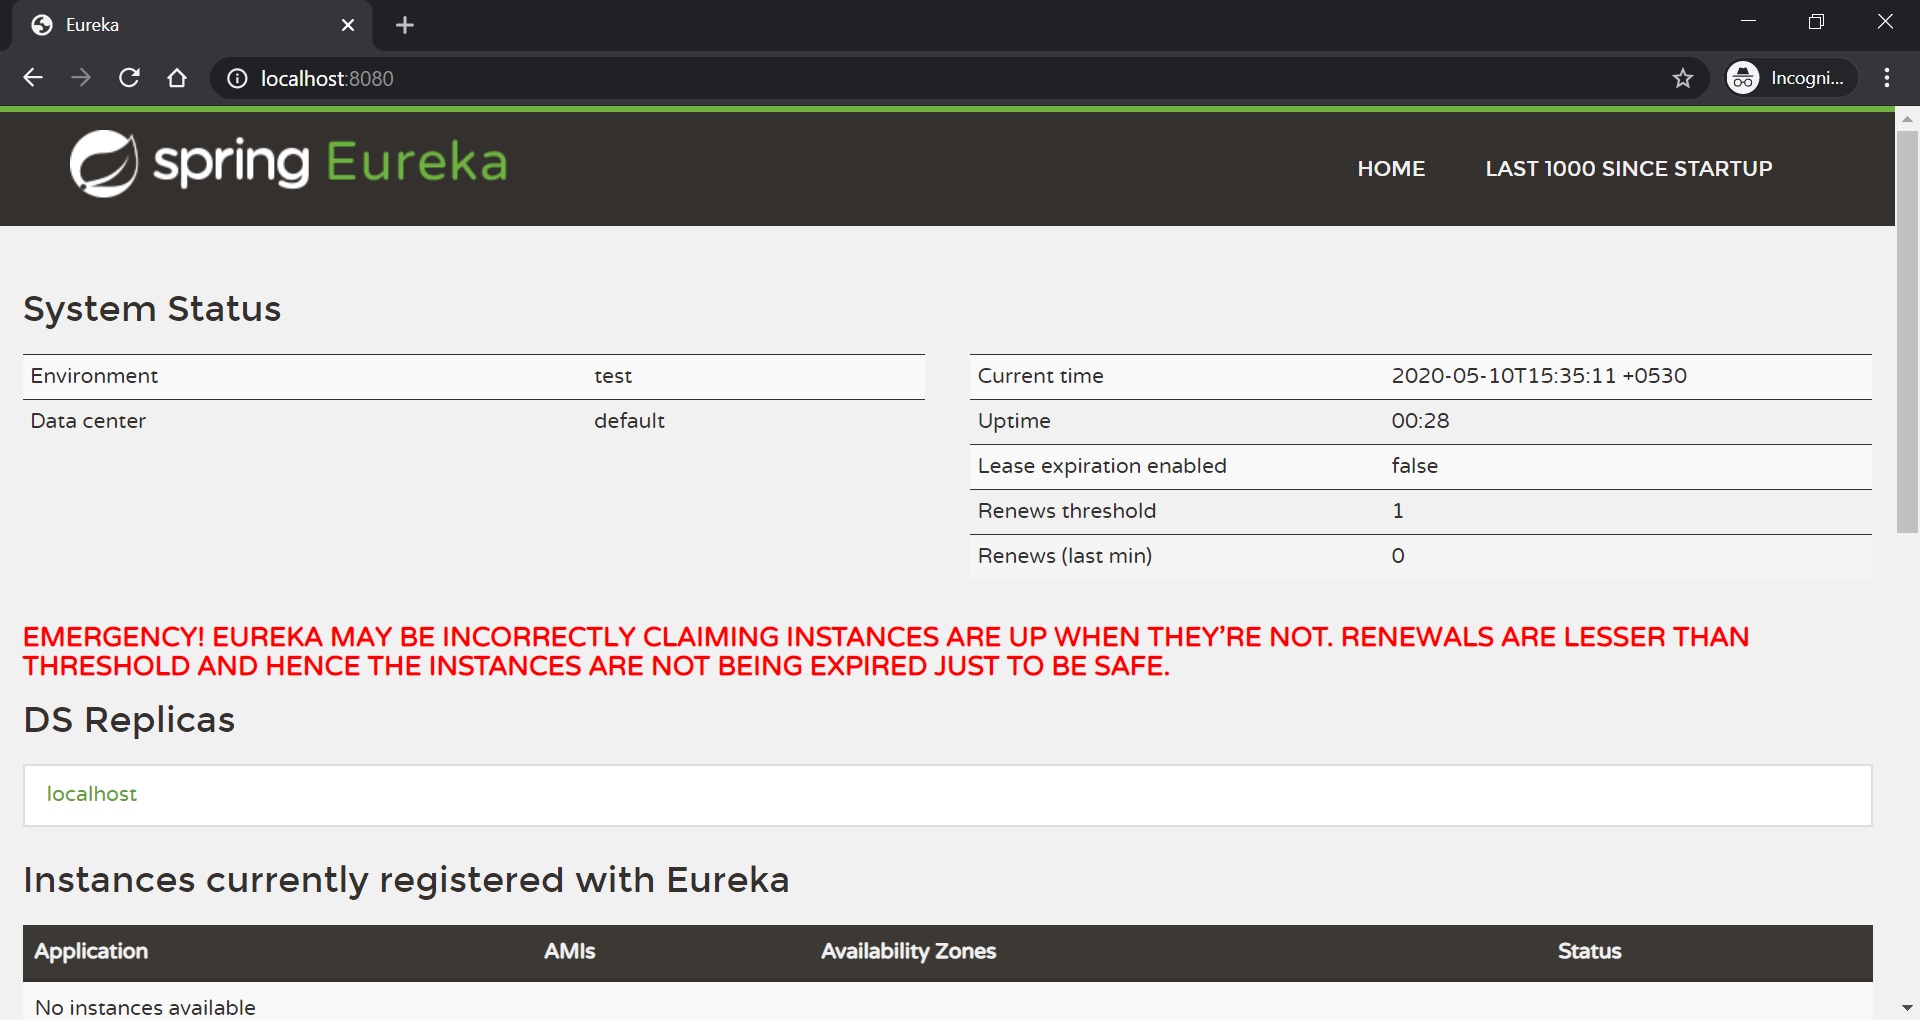 Eureka
localhost:8080
Incogni...
spring Eureka
HOME LAST 1000 SINCE STARTUP
System Status
Environment test
Data center default
Current time 2020-05-10T15:35:11 +0530
Uptime 00:28
Lease expiration enabled false
Renews threshold 1
Renews (last min) 0
EMERGENCY! EUREKA MAY BE INCORRECTLY CLAIMING INSTANCES ARE UP WHEN THEY'RE NOT. RENEWALS ARE LESSER THAN
THRESHOLD AND HENCE THE INSTANCES ARE NOT BEING EXPIRED JUST TO BE SAFE.
DS Replicas
localhost
Instances currently registered with Eureka
Application AMIs Availability Zones Status
No instances available